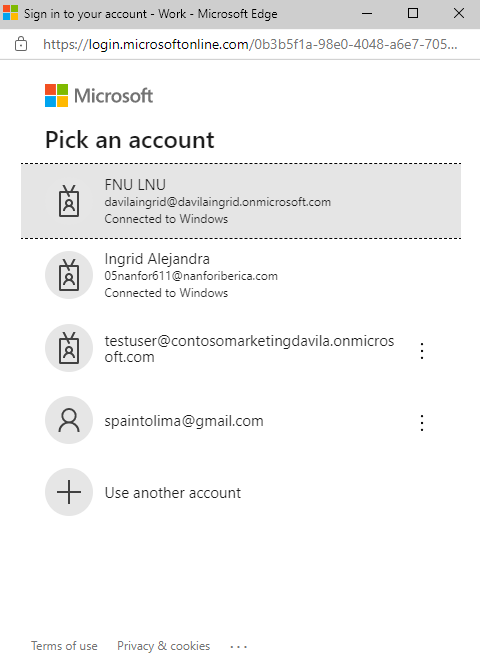 Sign in to your account - Work - Microsoft Edge
https://login.microsoftonline.com/0b3b5f1a-98e0-4048-a6e7-705...
Microsoft
Pick an account
FNU LNU
davilaingrid@davilaingrid.onmicrosoft.com
Connected to Windows
Ingrid Alejandra
05nanfor611@nanforiberica.com
Connected to Windows
testuser@contosomarketingdavila.onmicros
oft.com
spaintolima@gmail.com
Use another account
Terms of use Privacy & cookies ...